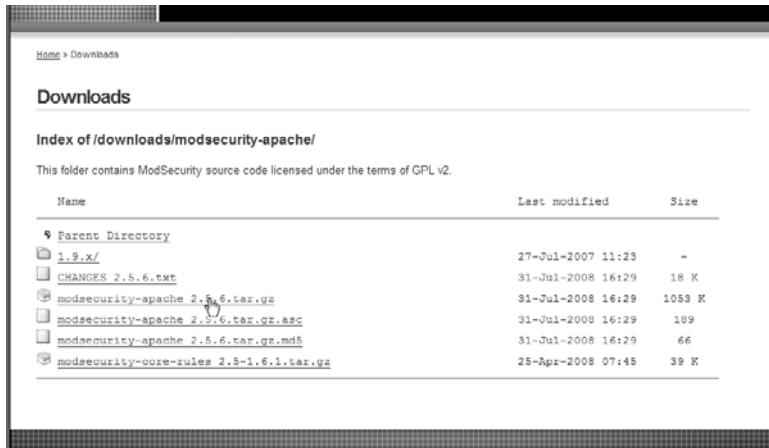 Home > Downloads
Downloads
Index of /downloads/modsecurity-apache/
This folder contains ModSecurity source code licensed under the terms of GPL v2.
Name Last modified Size
Parent Directory
1.9.x/ 27-Jul-2007 11:23 -
CHANGES 2.5.6.txt 31-Jul-2008 16:29 18 K
modsecurity-apache 2.5.6.tar.gz 31-Jul-2008 16:29 1053 K
modsecurity-apache 2.5.6.tar.gz.asc 31-Jul-2008 16:29 189
modsecurity-apache 2.5.6.tar.gz.md5 31-Jul-2008 16:29 66
modsecurity-core-rules 2.5-1.6.1.tar.gz 25-Apr-2008 07:45 39 K